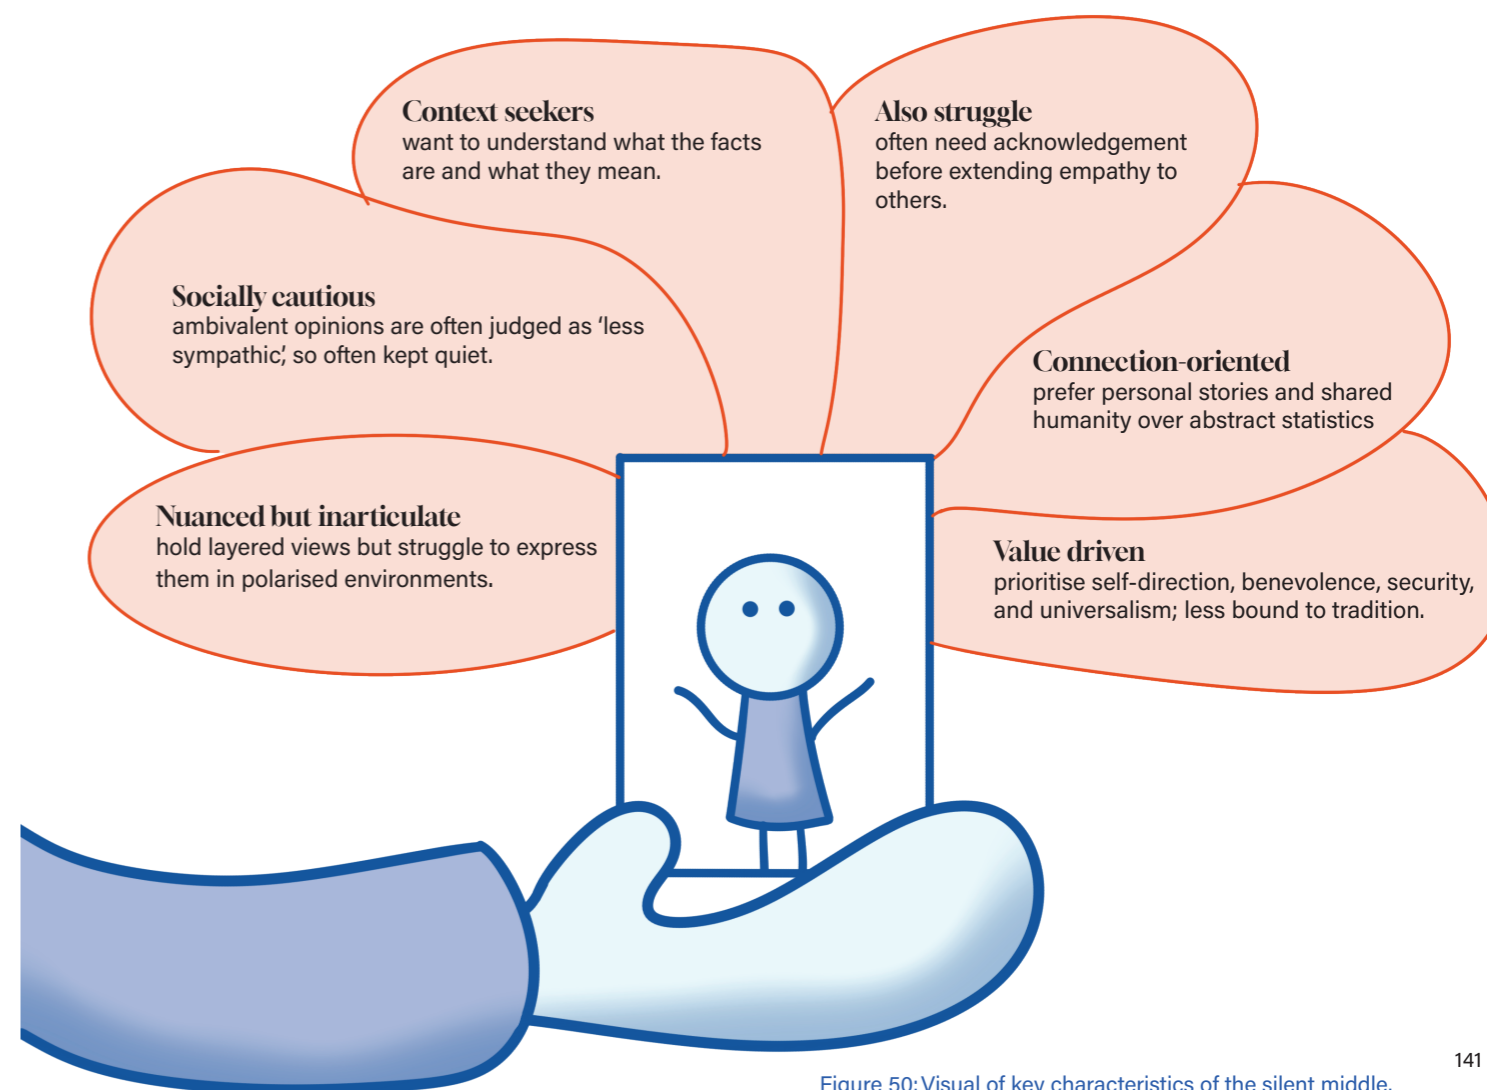 Context seekers
want to understand what the facts
are and what they mean.
Also struggle
often need acknowledgement
before extending empathy to
others.
Socially cautious
ambivalent opinions are often judged as ‘less
sympathic’, so often kept quiet.
Connection-oriented
prefer personal stories and shared
humanity over abstract statistics
Nuanced but inarticulate
hold layered views but struggle to express
them in polarised environments.
Value driven
prioritise self-direction, benevolence, security,
and universalism; less bound to tradition.
141
Figure 50: Visual of key characteristics of the silent middle.